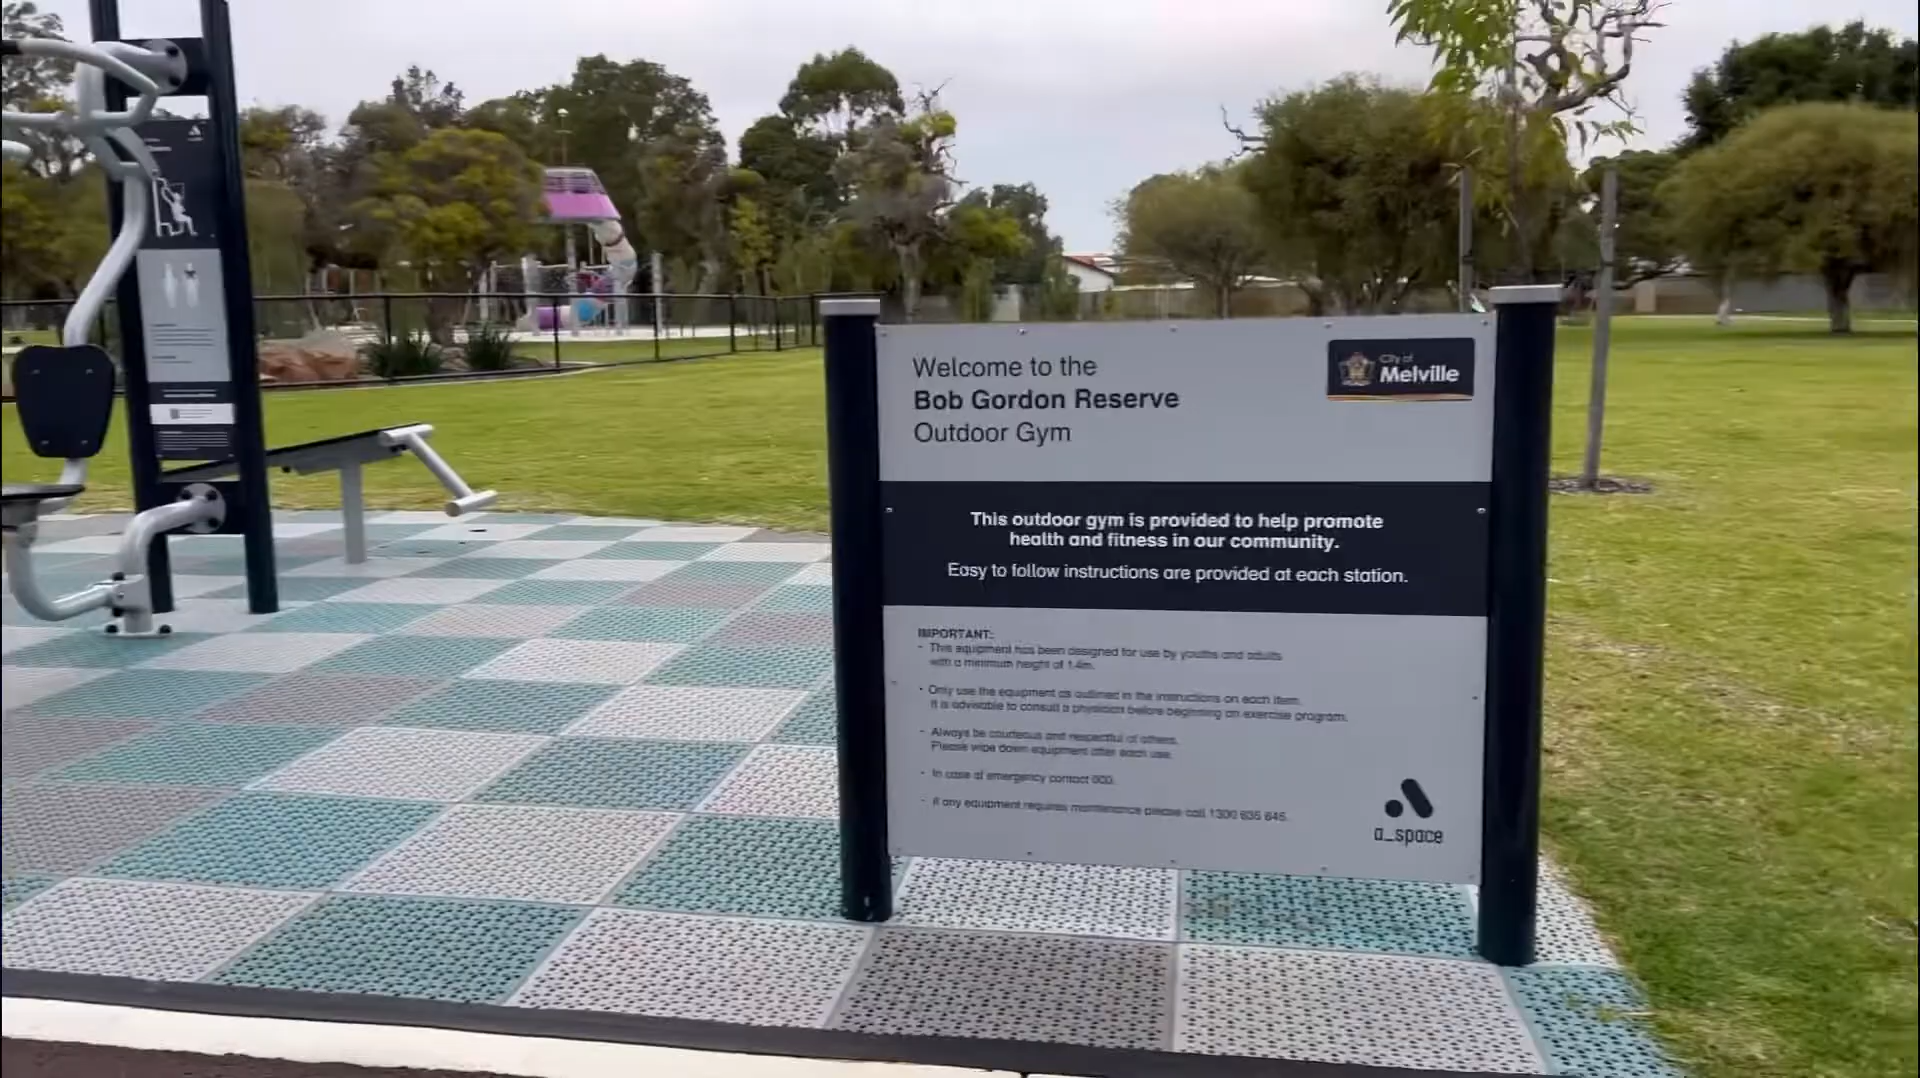 Welcome to the
Bob Gordon Reserve
Outdoor Gym
City of
Melville
This outdoor gym is provided to help promote
health and fitness in our community.
Easy to follow instructions are provided at each station.
IMPORTANT:
- This equipment has been designed for use by youths and adults
with a minimum height of 1.4m.
- Only use the equipment as outlined in the instructions on each item.
It is advisable to consult a physician before beginning an exercise program.
- Always be courteous and respectful of others.
Please wipe down equipment after each use.
- In case of emergency contact 000.
- If any equipment requires maintenance please call 1300 635 845.
a_space